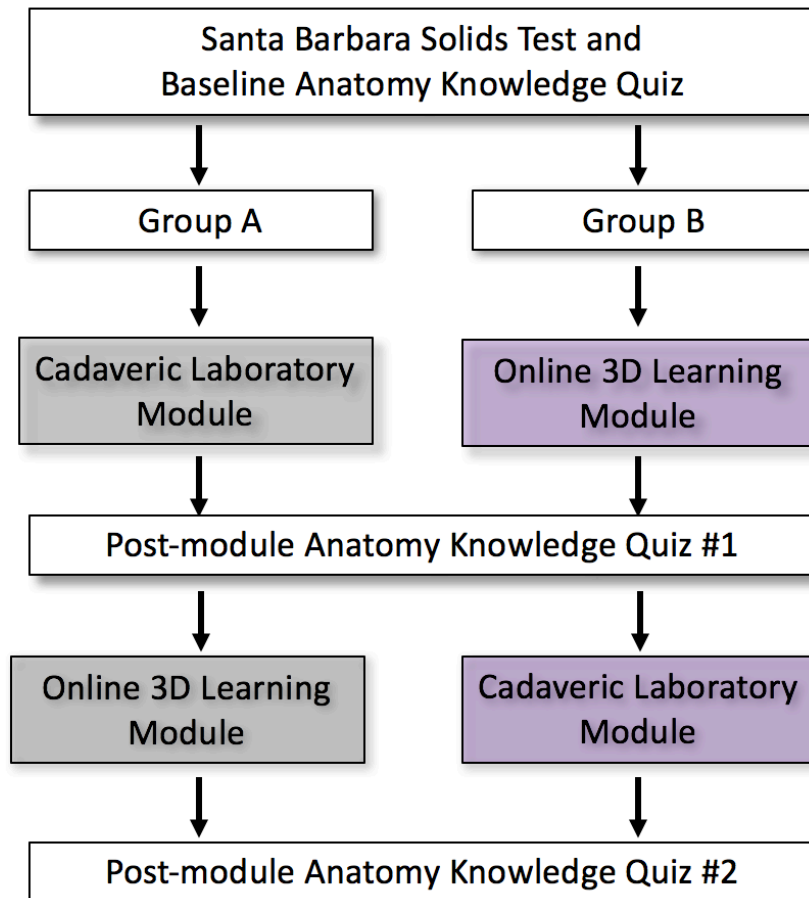 Santa Barbara Solids Test and
Baseline Anatomy Knowledge Quiz
Group A
Group B
Cadaveric Laboratory
Module
Online 3D Learning
Module
Post-module Anatomy Knowledge Quiz #1
Online 3D Learning
Module
Cadaveric Laboratory
Module
Post-module Anatomy Knowledge Quiz #2